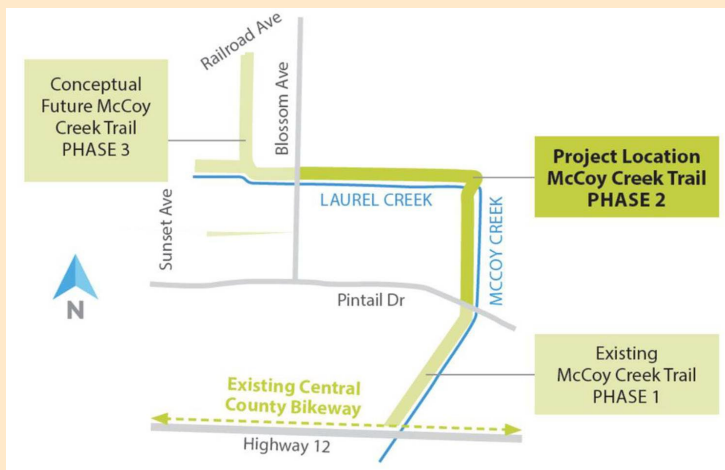 Railroad Ave
Conceptual
Future McCoy
Creek Trail
PHASE 3
Blossom Ave
Project Location
McCoy Creek Trail
PHASE 2
LAUREL CREEK
MCCOY CREEK
Sunset Ave
N
Pintail Dr
Existing
McCoy Creek Trail
PHASE 1
Existing Central
County Bikeway
Highway 12